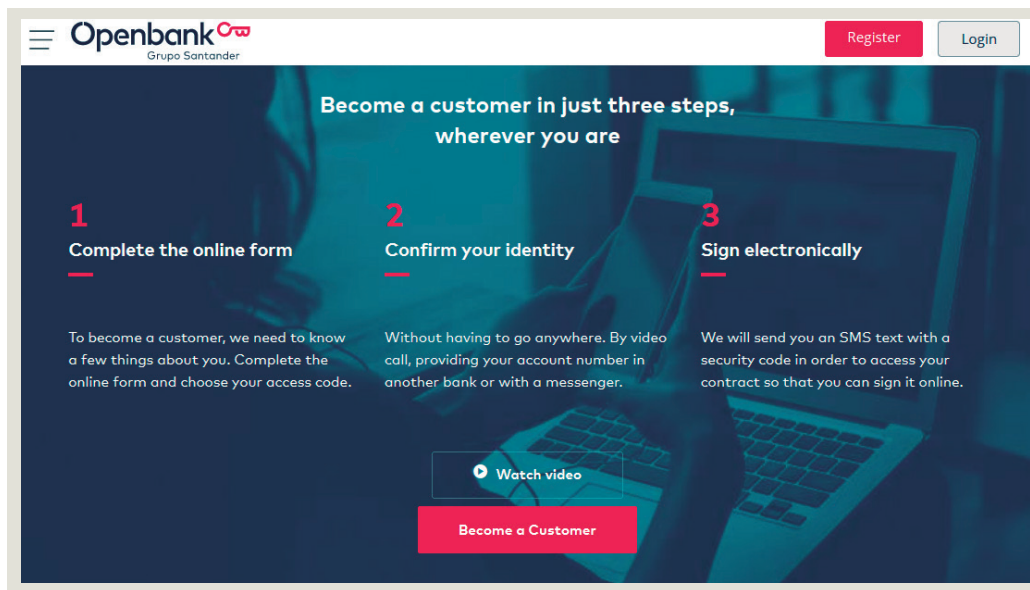 Openbank
Grupo Santander
Register
Login
Become a customer in just three steps,
wherever you are
1
Complete the online form
To become a customer, we need to know
a few things about you. Complete the
online form and choose your access code.
2
Confirm your identity
Without having to go anywhere. By video
call, providing your account number in
another bank or with a messenger.
3
Sign electronically
We will send you an SMS text with a
security code in order to access your
contract so that you can sign it online.
Watch video
Become a Customer